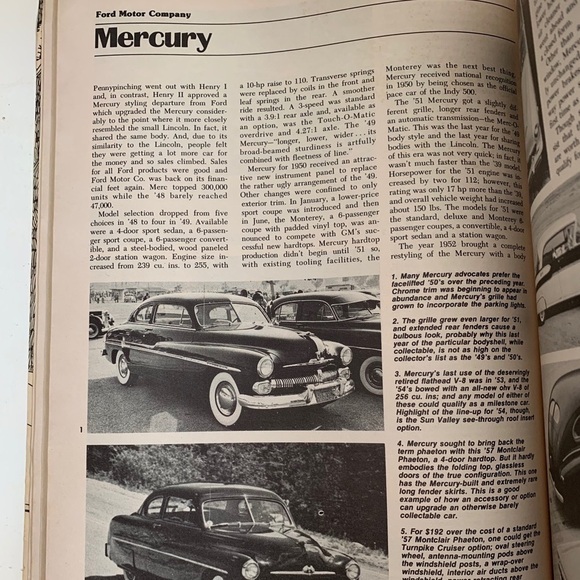 Ford Motor Company
Mercury
Pennypinching went out with Henry I
and, in contrast, Henry II approved a
Mercury styling departure from Ford
which upgraded the Mercury consider-
ably to the point where it more closely
resembled the small Lincoln. In fact, it
shared the same body. And, due to its
similarity to the Lincoln, people felt
they were getting a lot more car for
the money and so sales climbed. Sales
for all Ford products were good and
Ford Motor Co. was back on its finan-
cial feet again. Merc topped 300,000
units while the '48 barely reached
47,000.
Model selection dropped from five
choices in '48 to four in '49. Available
were a 4-door sport sedan, a 6-passen-
ger sport coupe, a 6-passenger convert-
ible, and a steel-bodied, wood paneled
2-door station wagon. Engine size in-
creased from 239 cu. ins. to 255, with
a 10-hp raise to 110. Transverse springs
were replaced by coils in the front and
leaf springs in the rear. A smoother
ride resulted. A 3-speed was standard
with a 3.9:1 rear axle and, available as
an option, was the Touch-O-Matic
overdrive and 4.27:1 axle. The '49
Mercury—"longer, lower, wider . . . its
broad-beamed sturdiness is artfully
combined with fleetness of line."
Mercury for 1950 received an attrac-
tive new instrument panel to replace
the rather ugly arrangement of the '49.
Other changes were confined to only
exterior trim. In January, a lower-price
sport coupe was introduced and then
in June, the Monterey, a 6-passenger
coupe with padded vinyl top, was an-
nounced to compete with GM's suc-
cessful new hardtops. Mercury hardtop
production didn't begin until '51 so,
with existing tooling facilities, the
Monterey was the next best thing.
Mercury received national recognition
in 1950 by being chosen as the official
pace car of the Indy 500.
The '51 Mercury got a slightly dif-
ferent grille, longer rear fenders and
an automatic transmission—the Merc-O-
Matic. This was the last year for the '49
body style and the last year for sharing
bodies with the Lincoln. The Mercury
of this era was not very quick; in fact, it
wasn't much faster than the '39 model.
Horsepower for the '51 engine was in-
creased by two for 112; however, this
rating was only 17 hp more than the '39
and overall vehicle weight had increased
about 150 lbs. The models for '51 were
the standard, deluxe and Monterey 6-
passenger coupes, a convertible, a 4-door
sport sedan and a station wagon.
The year 1952 brought a complete
restyling of the Mercury with a body
1. Many Mercury advocates prefer the
facelifted '50's over the preceding year.
Chrome trim was beginning to appear in
abundance and Mercury's grille had
grown to incorporate the parking lights.
2. The grille grew even larger for '51,
and extended rear fenders cause a
bulbous look, probably why this last
year of the particular bodyshell, while
collectable, is not as high on the
collector's list as the '49's and '50's.
3. Mercury's last use of the deservingly
retired flathead V-8 was in '53, and the
'54's bowed with an all-new ohv V-8 of
256 cu. ins; and any model of either of
these could qualify as a milestone car.
Highlight of the line-up for '54, though,
is the Sun Valley see-through roof insert
option.
4. Mercury sought to bring back the
term phaeton with this '57 Montclair
Phaeton, a 4-door hardtop. But it hardly
embodies the folding top, glassless
doors of the true configuration. This one
has the Mercury-built and extremely rare
long fender skirts. This is a good
example of how an accessory or option
can upgrade an otherwise barely
collectable car.
5. For $192 over the cost of a standard
'57 Montclair Phaeton, one could get the
Turnpike Cruiser option; oval steering
wheel, antenna-mounting pods above
the windshield posts, a wrap-over
windshield, interior air ducts above the
1